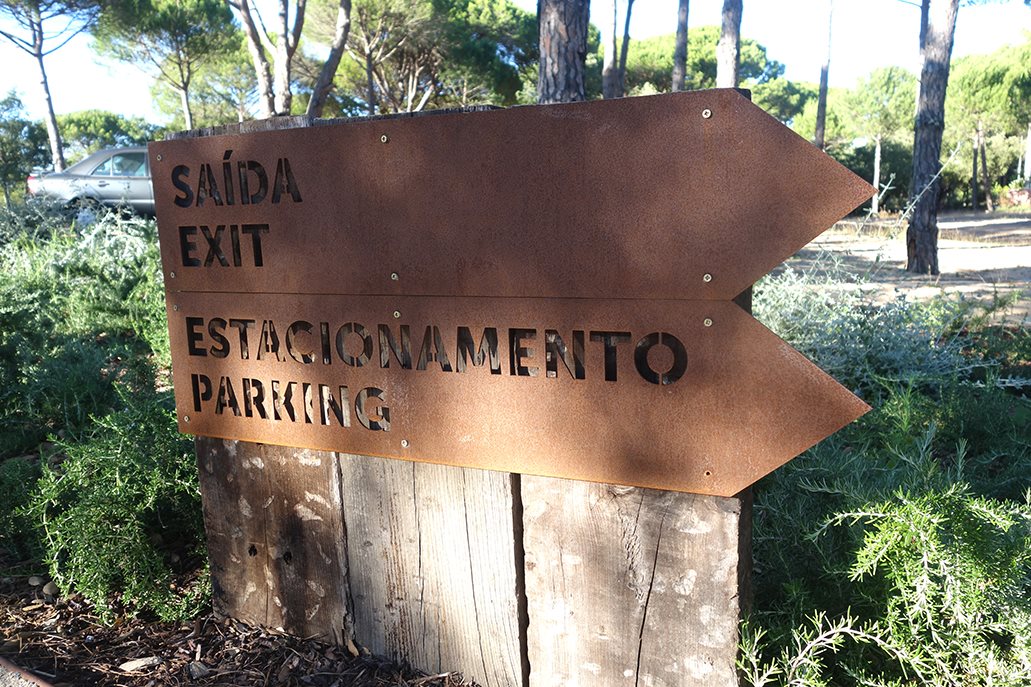 SAÍDA
EXIT
ESTACIONAMENTO
PARKING